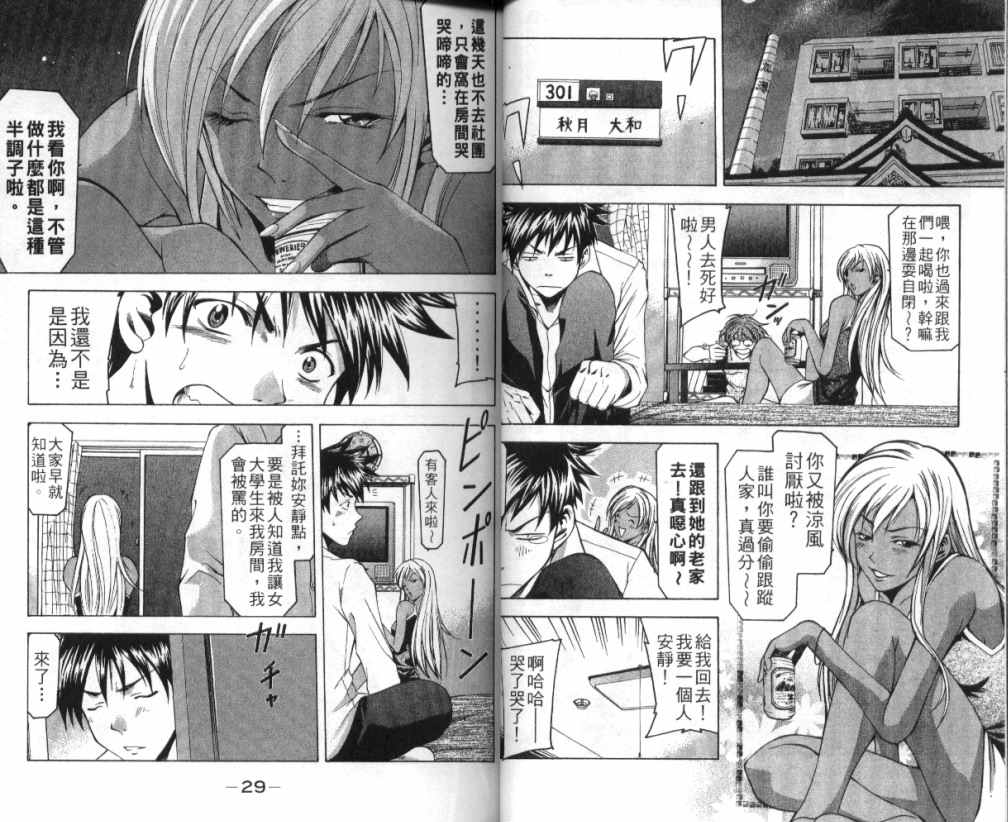 高湯
301
秋月 大和
喂，你也過來跟我
們一起喝啦，幹嘛
在那邊耍自閉～？
ガン
男人去死好
啦～～！
你又被涼風
討厭啦？
誰叫你要偷偷跟蹤
人家，真過分～～
還跟到她的老家
去！真噁心啊～
給我回去！
我要一個人
安靜！
啊哈哈——
哭了哭了！
這幾天也不去社團
，只會窩在房間哭
哭啼啼的…
我看你啊，不管
做什麼都是這種
半調子啦。
……！
我還不是
是因為…
ピンポーン
有客人來啦～
…拜託妳安靜點，
要是被人知道我讓女
大學生來我房間，我
會被罵的。
大家早就
知道啦。
ガチャ
來了…
—29—